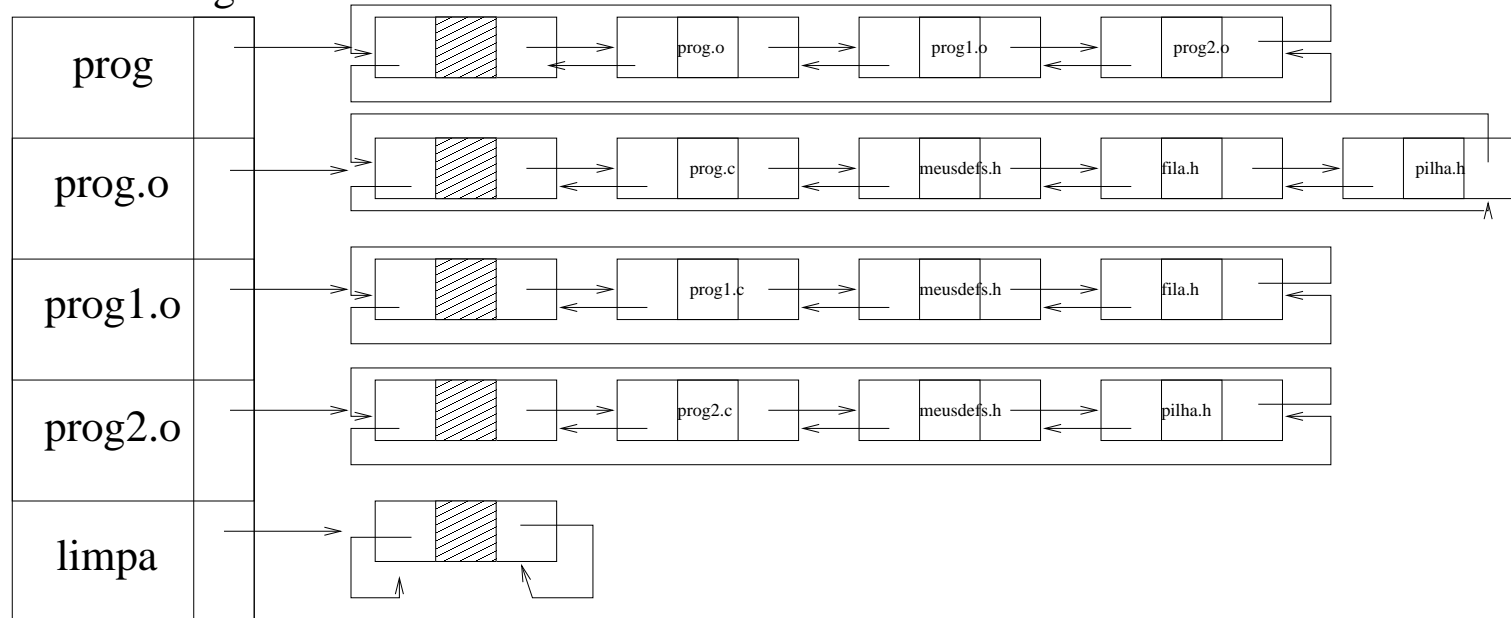 prog prog.o prog1.o prog2.o
prog.o prog.c meusdefs.h fila.h pilha.h
prog1.o prog1.c meusdefs.h fila.h
prog2.o prog2.c meusdefs.h pilha.h
limpa